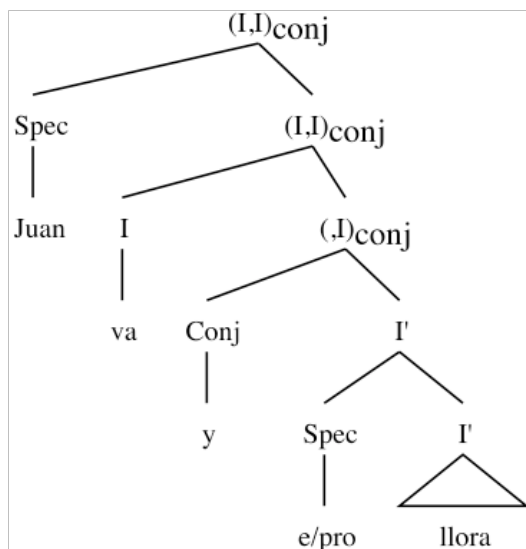 (I,I)conj
Spec (I,I)conj
Juan I (,I)conj
va Conj I'
y Spec I'
e/pro llora